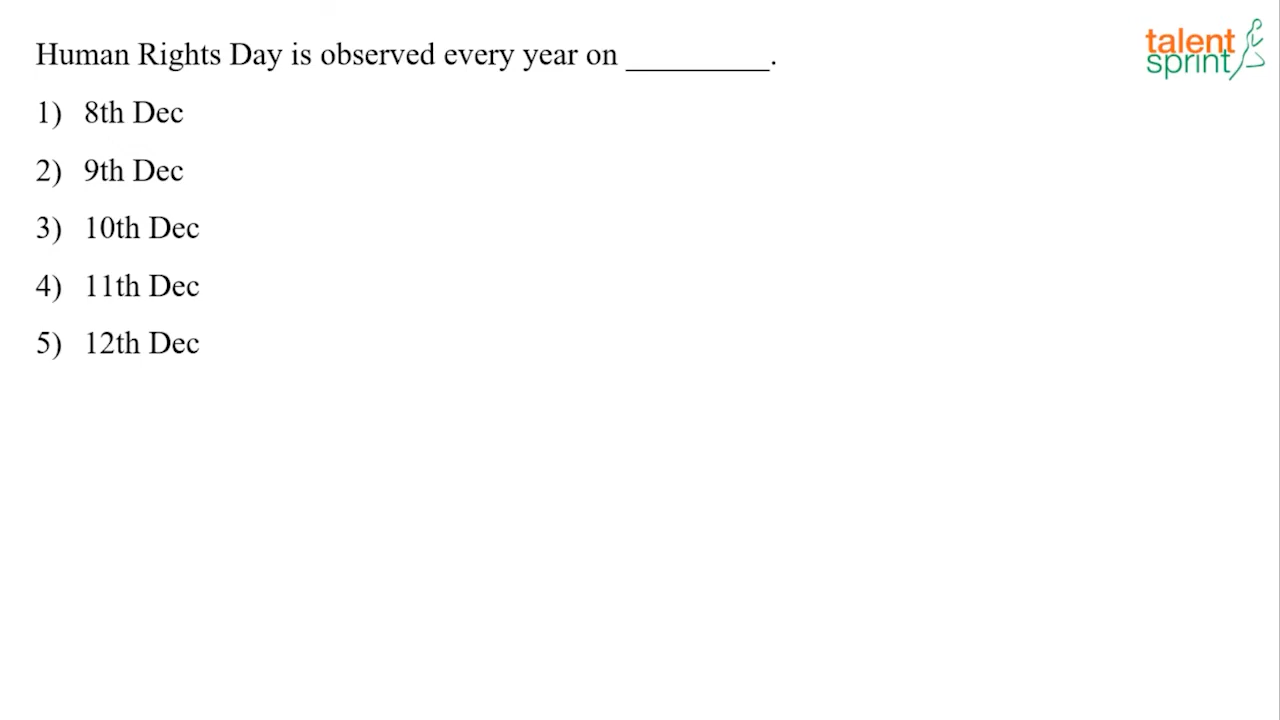 Human Rights Day is observed every year on _________.
talent
sprint
1) 8th Dec
2) 9th Dec
3) 10th Dec
4) 11th Dec
5) 12th Dec